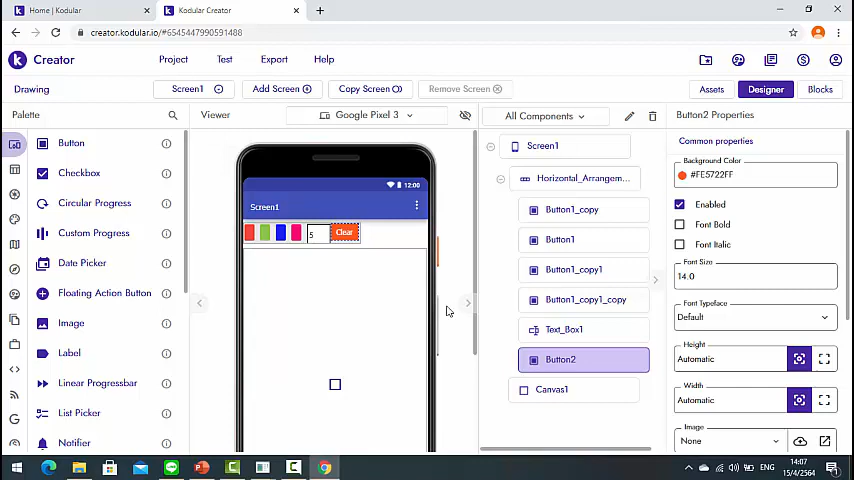 Home | Kodular
Kodular Creator
creator.kodular.io/#6545447990591488
Creator
Project
Test
Export
Help
Drawing
Screen1
Add Screen
Copy Screen
Remove Screen
Assets
Designer
Blocks
Palette
Viewer
Google Pixel 3
All Components
Button2 Properties
Button
Checkbox
Circular Progress
Custom Progress
Date Picker
Floating Action Button
Image
Label
Linear Progressbar
List Picker
Notifier
12:00
Screen1
5
Clear
Screen1
Horizontal_Arrangem...
Button1_copy
Button1
Button1_copy1
Button1_copy1_copy
Text_Box1
Button2
Canvas1
Common properties
Background Color
#FE5722FF
Enabled
Font Bold
Font Italic
Font Size
14.0
Font Typeface
Default
Height
Automatic
Width
Automatic
Image
None
ENG
14:07
15/4/2564